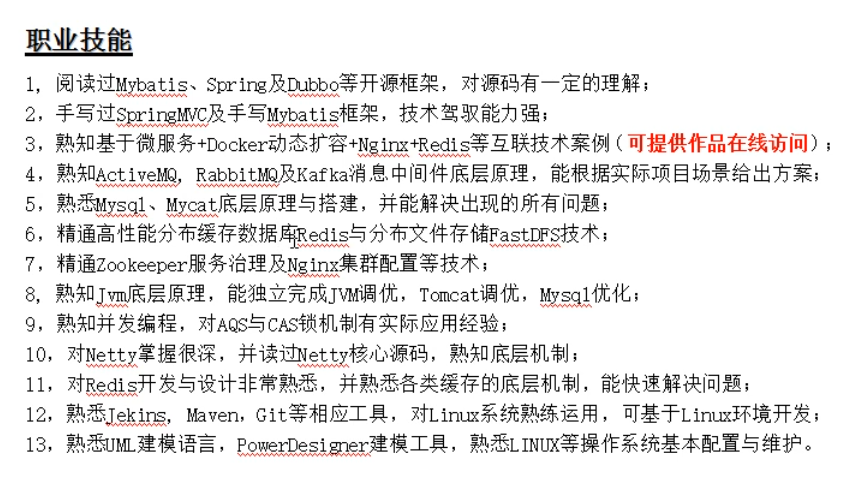 职业技能
1, 阅读过Mybatis、Spring及Dubbo等开源框架，对源码有一定的理解；
2，手写过SpringMVC及手写Mybatis框架，技术驾驭能力强；
3，熟知基于微服务+Docker动态扩容+Nginx+Redis等互联技术案例（可提供作品在线访问）；
4，熟知ActiveMQ, RabbitMQ及Kafka消息中间件底层原理，能根据实际项目场景给出方案；
5，熟悉Mysql、Mycat底层原理与搭建，并能解决出现的所有问题；
6，精通高性能分布缓存数据库Redis与分布文件存储FastDFS技术；
7，精通Zookeeper服务治理及Nginx集群配置等技术；
8, 熟知Jvm底层原理，能独立完成JVM调优，Tomcat调优，Mysql优化；
9，熟知并发编程，对AQS与CAS锁机制有实际应用经验；
10，对Netty掌握很深，并读过Netty核心源码，熟知底层机制；
11，对Redis开发与设计非常熟悉，并熟悉各类缓存的底层机制，能快速解决问题；
12，熟悉Jekins, Maven，Git等相应工具，对Linux系统熟练运用，可基于Linux环境开发；
13，熟悉UML建模语言，PowerDesigner建模工具，熟悉LINUX等操作系统基本配置与维护。